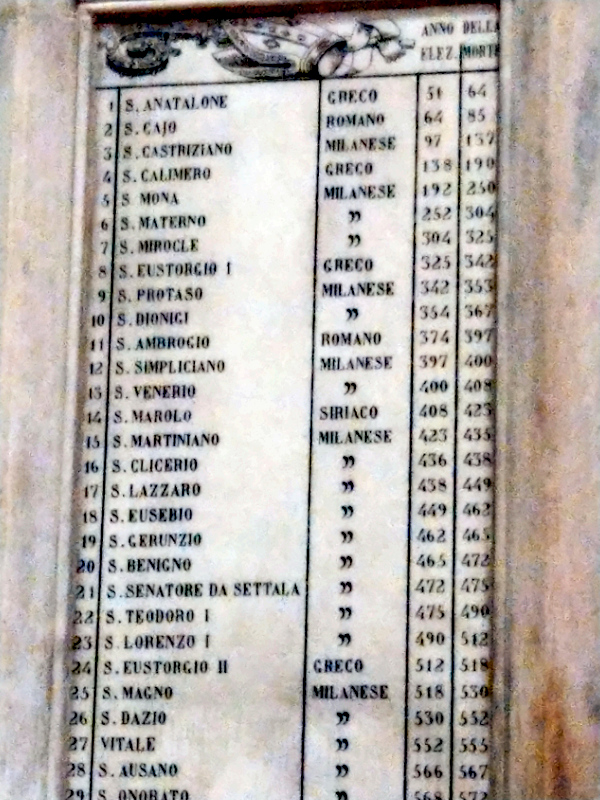 ANNO DELLA
ELEZ. MORTE
1 S. ANATALONE GRECO 51 64
2 S. CAJO ROMANO 64 85
3 S. CASTRIZIANO MILANESE 97 137
4 S. CALIMERO GRECO 138 190
5 S MONA MILANESE 192 250
6 S. MATERNO " 252 304
7 S. MIROCLE " 304 325
8 S. EUSTORGIO I GRECO 325 342
9 S. PROTASO MILANESE 342 353
10 S. DIONIGI " 354 367
11 S. AMBROGIO ROMANO 374 397
12 S. SIMPLICIANO MILANESE 397 400
13 S. VENERIO " 400 408
14 S. MAROLO SIRIACO 408 423
15 S. MARTINIANO MILANESE 423 435
16 S. CLICERIO " 436 438
17 S. LAZZARO " 438 449
18 S. EUSEBIO " 449 462
19 S. GERUNZIO " 462 465
20 S. BENIGNO " 465 472
21 S. SENATORE DA SETTALA " 472 475
22 S. TEODORO I " 475 490
23 S. LORENZO I " 490 512
24 S. EUSTORGIO II GRECO 512 518
25 S. MAGNO MILANESE 518 530
26 S. DAZIO " 530 552
27 VITALE " 552 555
28 S. AUSANO " 566 567
29 S. ONORATO " 568 572